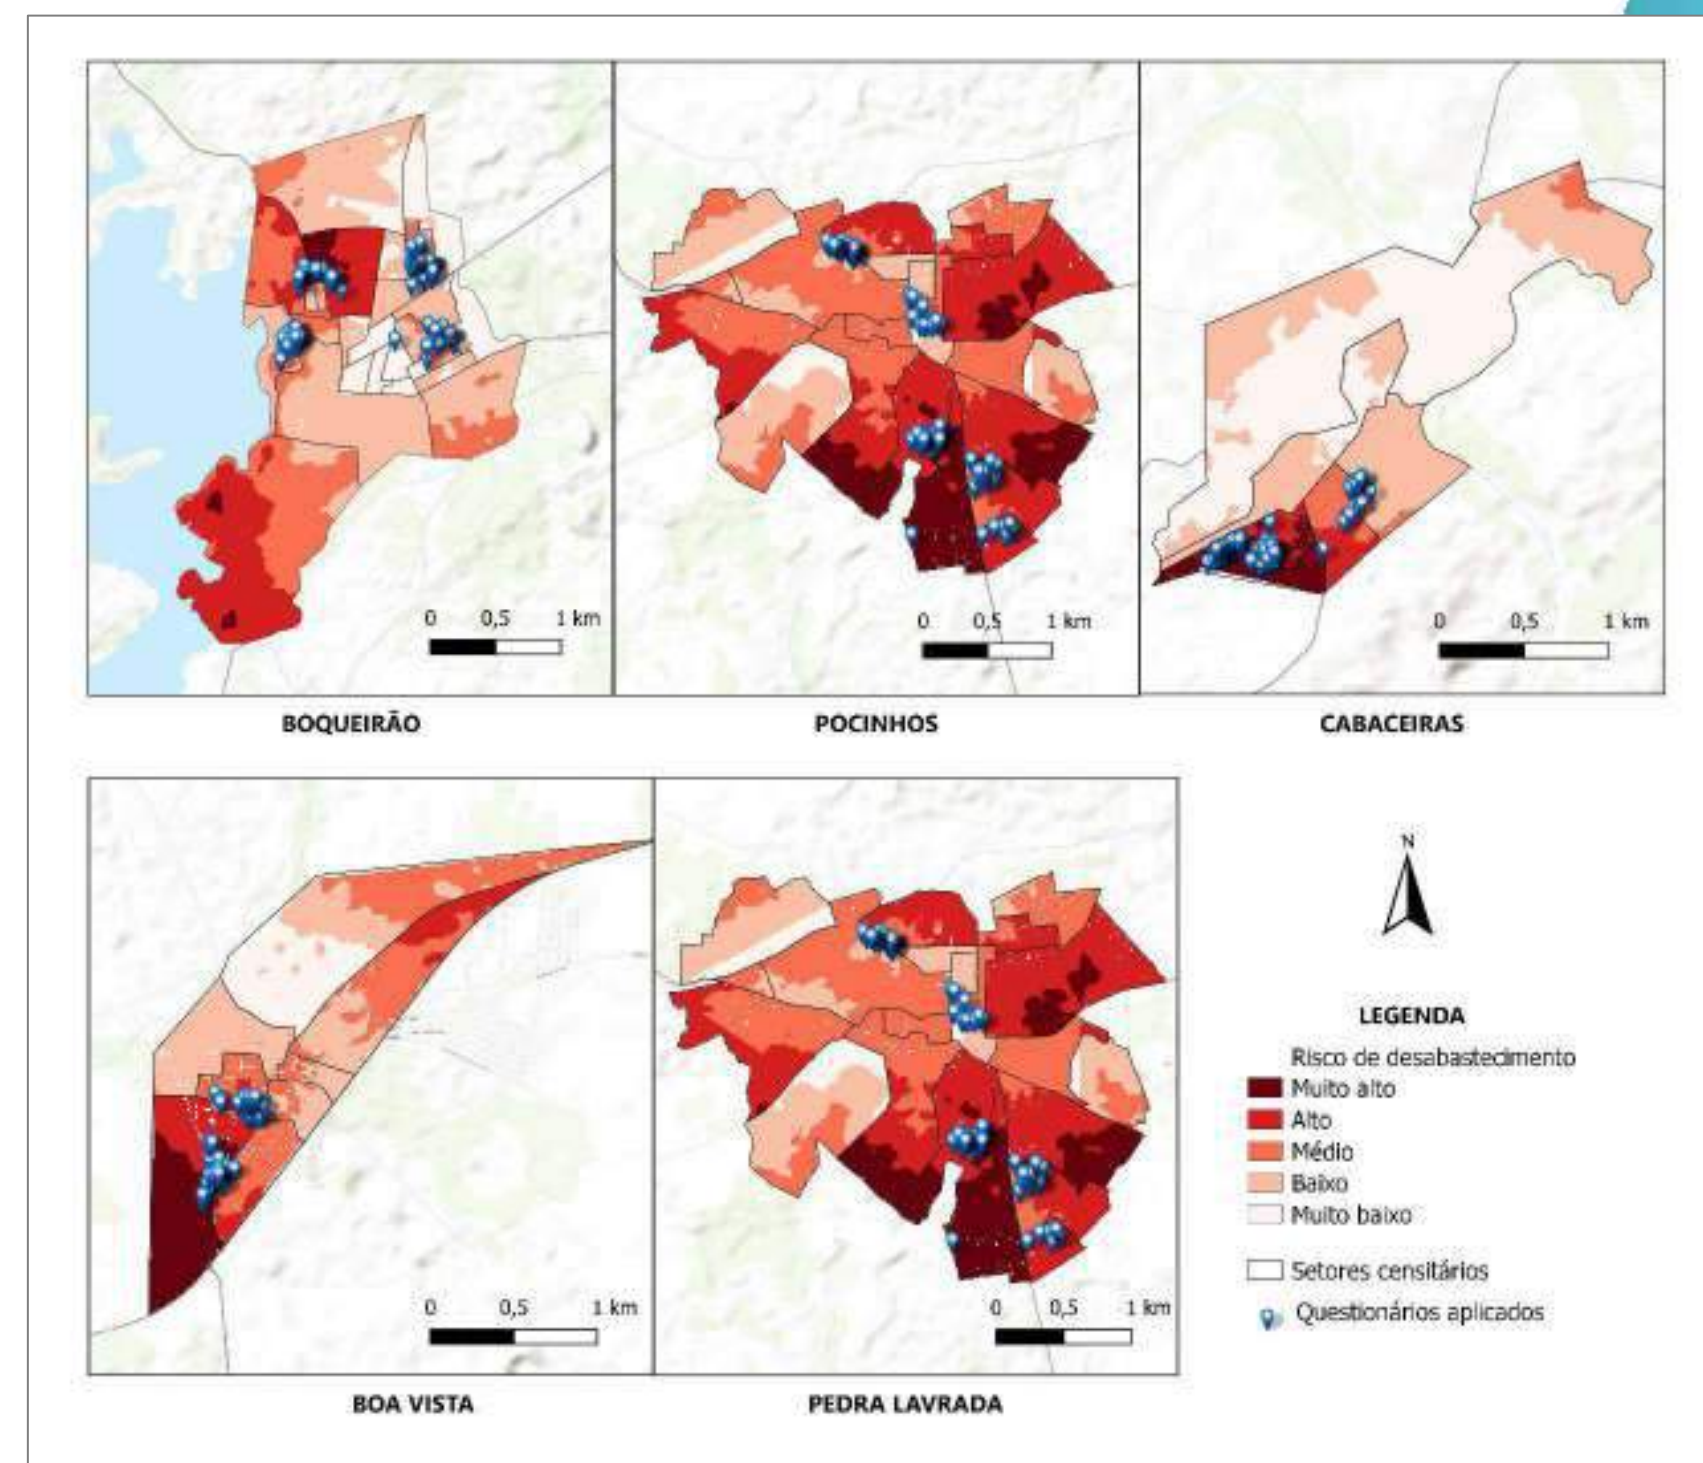 0 0,5 1 km
0 0,5 1 km
0 0,5 1 km
BOQUEIRÃO
POCINHOS
CABACEIRAS
0 0,5 1 km
0 0,5 1 km
BOA VISTA
PEDRA LAVRADA
N
LEGENDA
Risco de desabastecimento
Muito alto
Alto
Médio
Baixo
Muito baixo
Setores censitários
Questionários aplicados